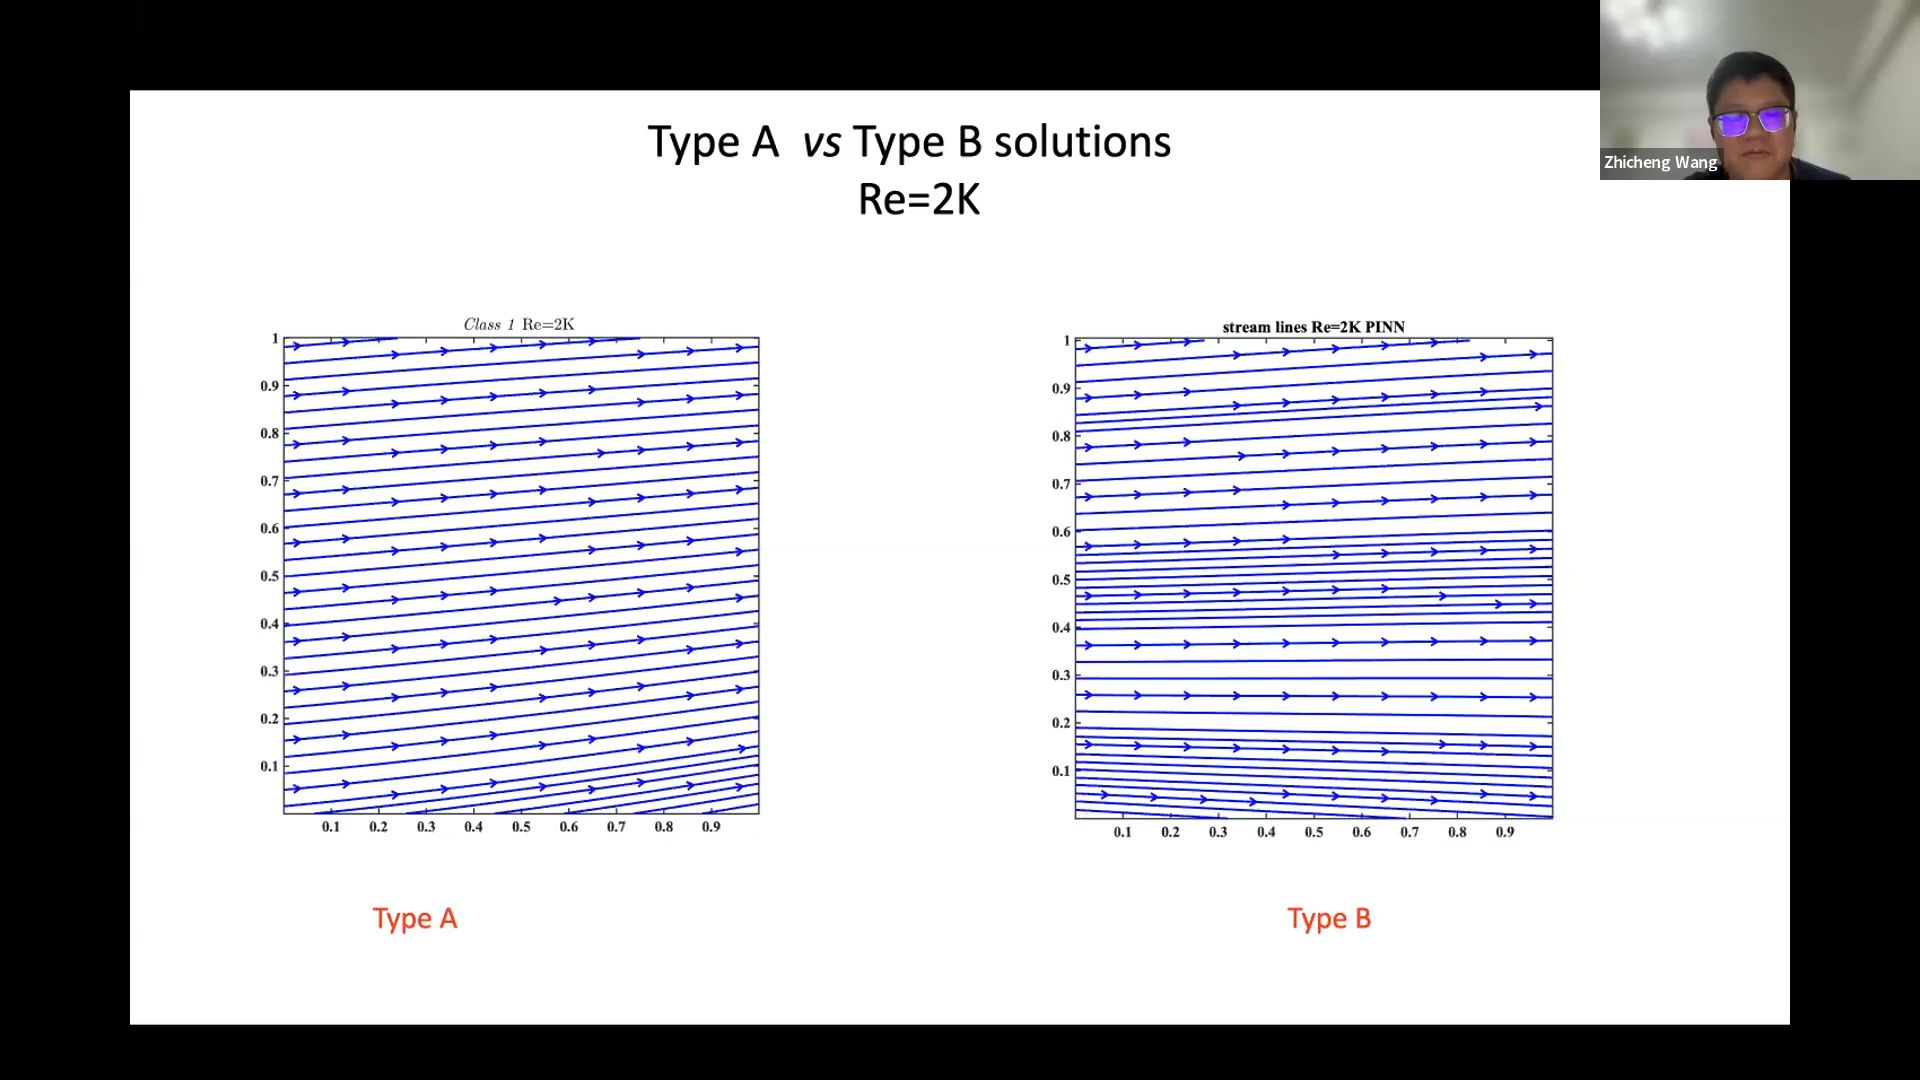 Type A vs Type B solutions
Re=2K
Zhicheng Wang
Class 1 Re=2K
1
0.9
0.8
0.7
0.6
0.5
0.4
0.3
0.2
0.1
0.1 0.2 0.3 0.4 0.5 0.6 0.7 0.8 0.9
Type A
stream lines Re=2K PINN
1
0.9
0.8
0.7
0.6
0.5
0.4
0.3
0.2
0.1
0.1 0.2 0.3 0.4 0.5 0.6 0.7 0.8 0.9
Type B